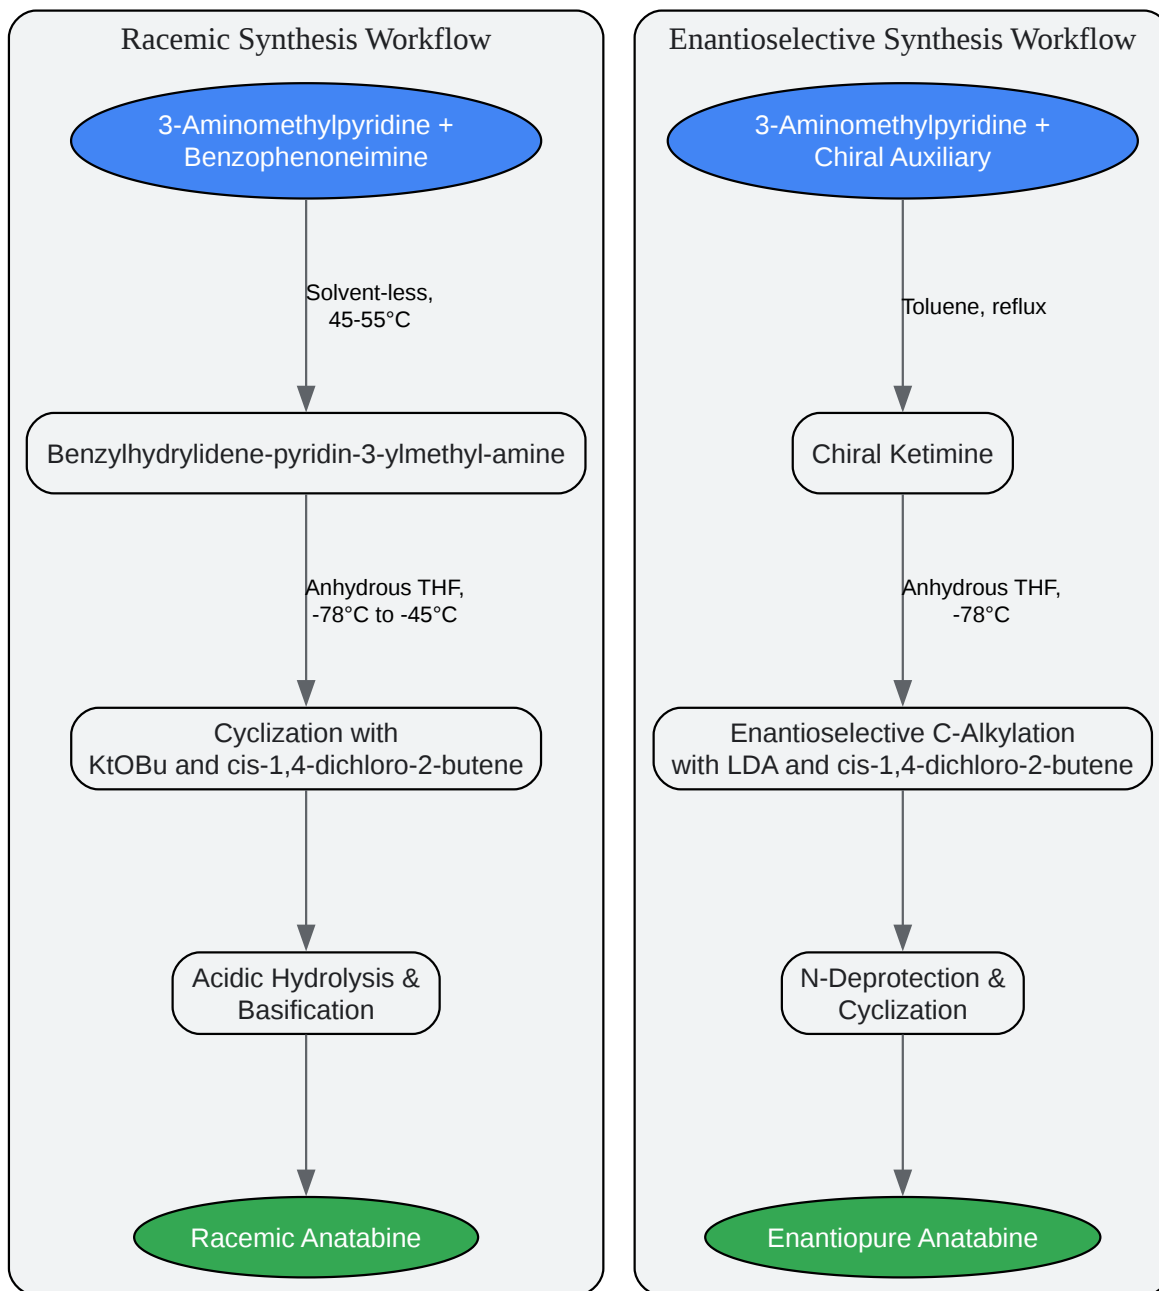 Racemic Synthesis Workflow
3-Aminomethylpyridine +
Benzophenoneimine
Solvent-less,
45-55°C
Benzylhydrylidene-pyridin-3-ylmethyl-amine
Anhydrous THF,
-78°C to -45°C
Cyclization with
KtOBu and cis-1,4-dichloro-2-butene
Acidic Hydrolysis &
Basification
Racemic Anatabine
Enantioselective Synthesis Workflow
3-Aminomethylpyridine +
Chiral Auxiliary
Toluene, reflux
Chiral Ketimine
Anhydrous THF,
-78°C
Enantioselective C-Alkylation
with LDA and cis-1,4-dichloro-2-butene
N-Deprotection &
Cyclization
Enantiopure Anatabine